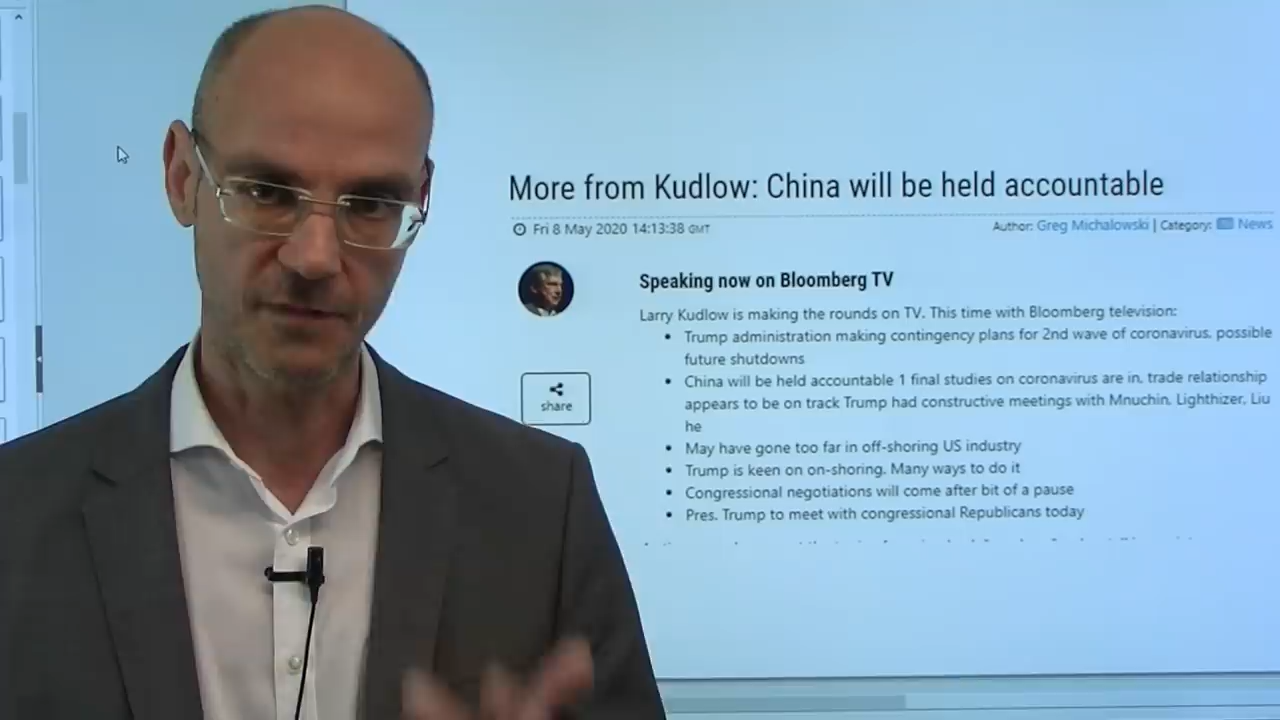 More from Kudlow: China will be held accountable
Fri 8 May 2020 14:13:38 GMT
Author: Greg Michalowski | Category: News
Speaking now on Bloomberg TV
Larry Kudlow is making the rounds on TV. This time with Bloomberg television:
• Trump administration making contingency plans for 2nd wave of coronavirus, possible
future shutdowns
• China will be held accountable 1 final studies on coronavirus are in, trade relationship
appears to be on track Trump had constructive meetings with Mnuchin, Lighthizer, Liu
he
share
• May have gone too far in off-shoring US industry
• Trump is keen on on-shoring. Many ways to do it
• Congressional negotiations will come after bit of a pause
• Pres. Trump to meet with congressional Republicans today